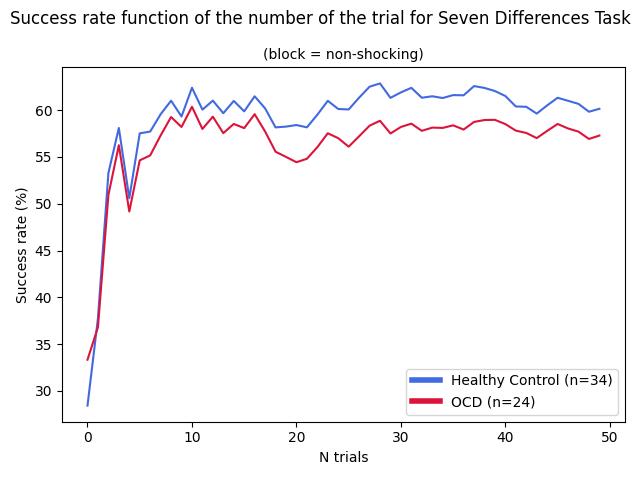 Success rate function of the number of the trial for Seven Differences Task
(block = non-shocking)
Success rate (%)
60
55
50
45
40
35
30
0
10
20
30
40
50
N trials
Healthy Control (n=34)
OCD (n=24)